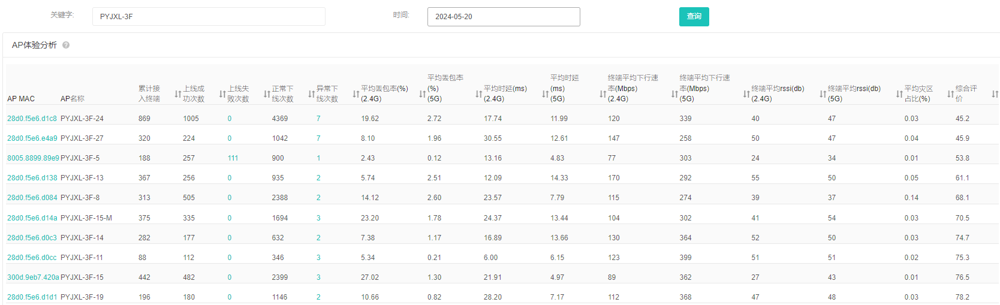 关键字: PYJXL-3F 时间: 2024-05-20 查询
AP体验分析 ?
AP MAC AP名称 累计接入终端 上线成功次数 上线失败次数 正常下线次数 异常下线次数 平均丢包率(%)(2.4G) 平均丢包率(%)(5G) 平均时延(ms)(2.4G) 平均时延(ms)(5G) 终端平均下行速率(Mbps)(2.4G) 终端平均下行速率(Mbps)(5G) 终端平均rssi(db)(2.4G) 终端平均rssi(db)(5G) 平均灾区占比(%) 综合评价
28d0.f5e6.d1c8 PYJXL-3F-24 869 1005 0 4369 7 19.62 2.72 17.74 11.99 120 339 40 47 0.03 45.2
28d0.f5e6.e4a9 PYJXL-3F-27 320 224 0 1042 7 8.10 1.96 30.55 12.61 147 258 50 47 0.04 45.9
8005.8899.89e9 PYJXL-3F-5 188 257 111 900 1 2.43 0.12 13.16 4.83 77 303 24 34 0.01 53.8
28d0.f5e6.d138 PYJXL-3F-13 367 256 0 935 2 5.74 2.51 12.09 14.33 170 292 55 50 0.05 61.1
28d0.f5e6.d084 PYJXL-3F-8 313 505 0 2388 2 14.12 2.60 23.57 7.79 115 274 39 37 0.14 68.1
28d0.f5e6.d14a PYJXL-3F-15-M 375 335 0 1694 3 23.20 1.78 24.37 13.44 104 302 41 54 0.03 70.5
28d0.f5e6.d0c3 PYJXL-3F-14 282 177 0 632 2 7.38 1.17 16.89 13.66 130 364 52 50 0.03 74.7
28d0.f5e6.d0cc PYJXL-3F-11 88 112 0 346 3 5.34 0.21 6.00 6.15 123 399 51 51 0.02 75.3
300d.9eb7.420a PYJXL-3F-15 442 482 0 2399 3 27.02 1.30 21.91 4.97 89 362 27 43 0.01 76.5
28d0.f5e6.d1d1 PYJXL-3F-19 196 180 0 1146 2 10.66 0.82 28.20 7.17 112 368 47 48 0.03 78.2